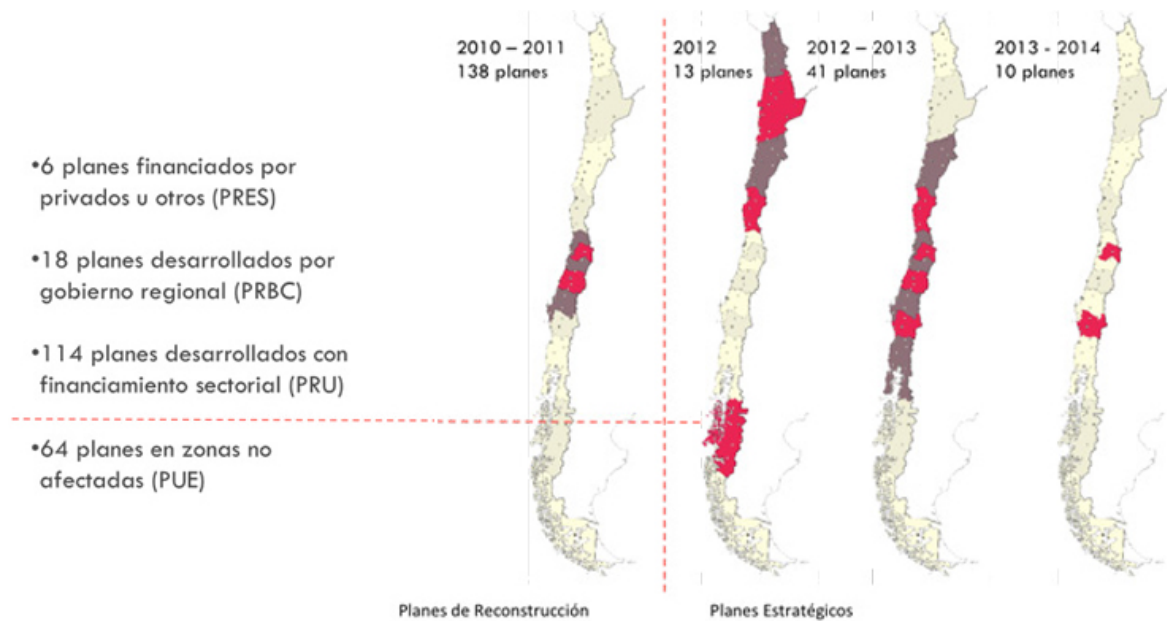 2010 – 2011
138 planes
2012
13 planes
2012 – 2013
41 planes
2013 - 2014
10 planes
•6 planes financiados por
privados u otros (PRES)
•18 planes desarrollados por
gobierno regional (PRBC)
•114 planes desarrollados con
financiamiento sectorial (PRU)
•64 planes en zonas no
afectadas (PUE)
Planes de Reconstrucción
Planes Estratégicos